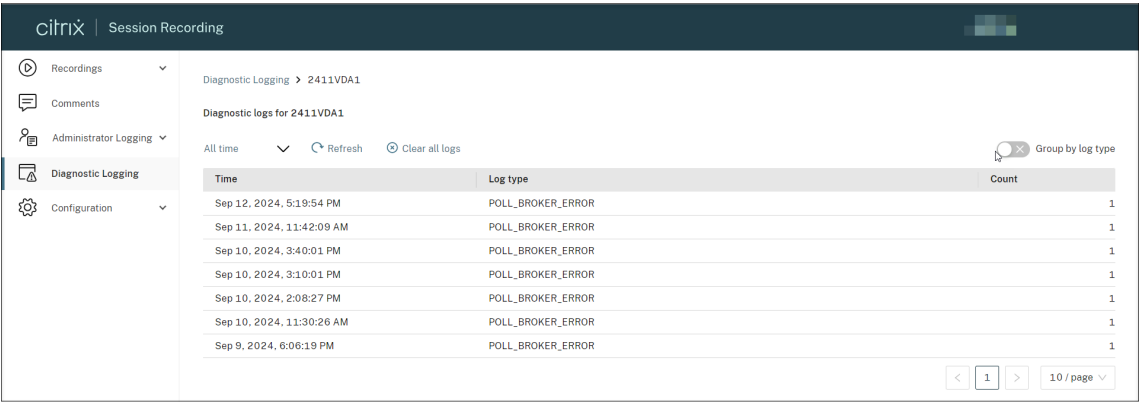 citrix | Session Recording
Recordings
Comments
Administrator Logging
Diagnostic Logging
Configuration
Diagnostic Logging > 2411VDA1
Diagnostic logs for 2411VDA1
All time Refresh Clear all logs Group by log type
Time Log type Count
Sep 12, 2024, 5:19:54 PM POLL_BROKER_ERROR 1
Sep 11, 2024, 11:42:09 AM POLL_BROKER_ERROR 1
Sep 10, 2024, 3:40:01 PM POLL_BROKER_ERROR 1
Sep 10, 2024, 3:10:01 PM POLL_BROKER_ERROR 1
Sep 10, 2024, 2:08:27 PM POLL_BROKER_ERROR 1
Sep 10, 2024, 11:30:26 AM POLL_BROKER_ERROR 1
Sep 9, 2024, 6:06:19 PM POLL_BROKER_ERROR 1
< 1 > 10 / page